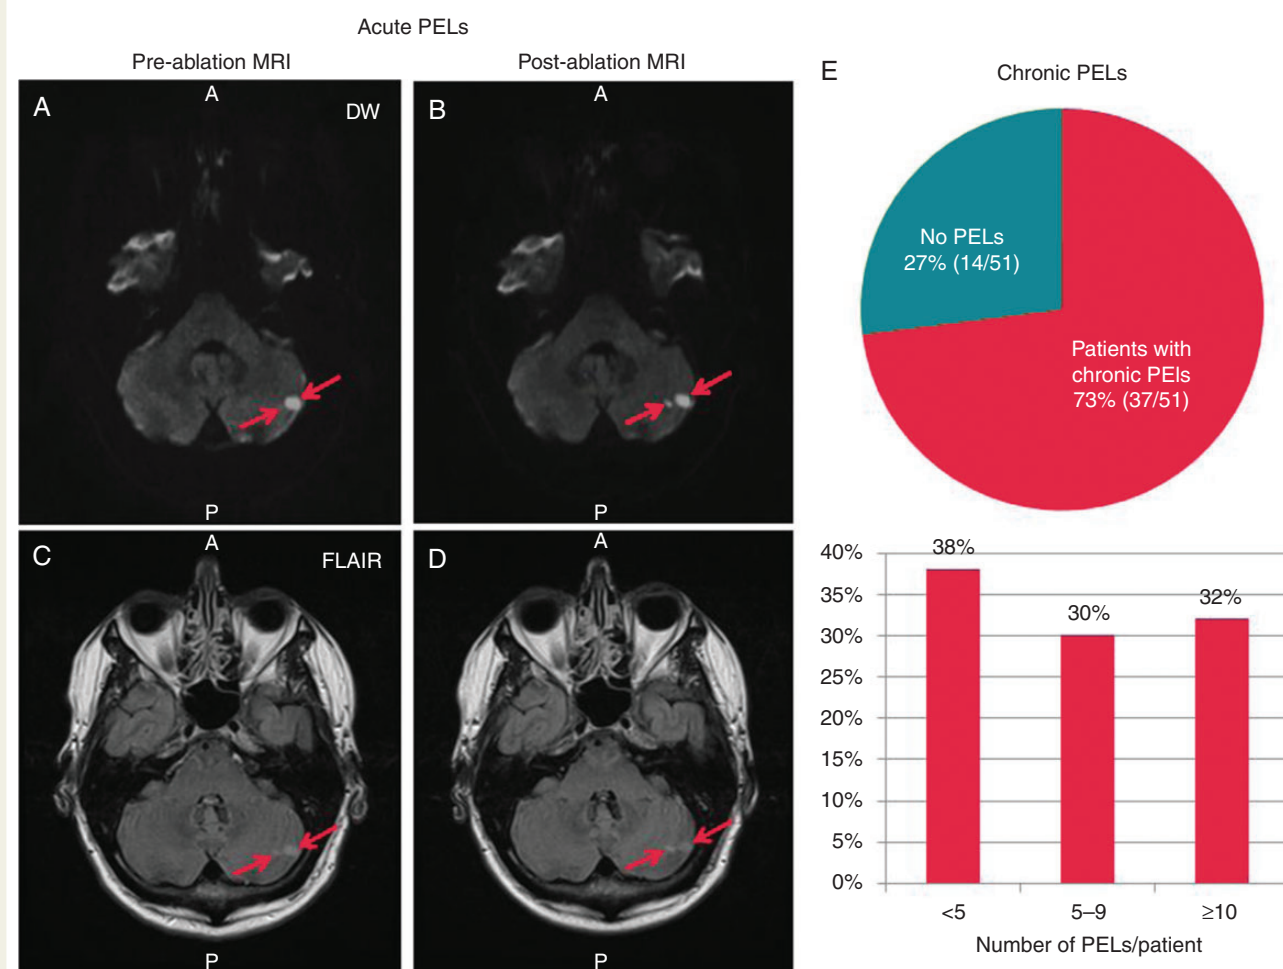 Acute PELs
Pre-ablation MRI
Post-ablation MRI
A
A
DW
P
B
A
P
C
A
FLAIR
P
D
A
P
E
Chronic PELs
No PELs
27% (14/51)
Patients with
chronic PEls
73% (37/51)
40%
35%
30%
25%
20%
15%
10%
5%
0%
38%
30%
32%
<5
5–9
≥10
Number of PELs/patient